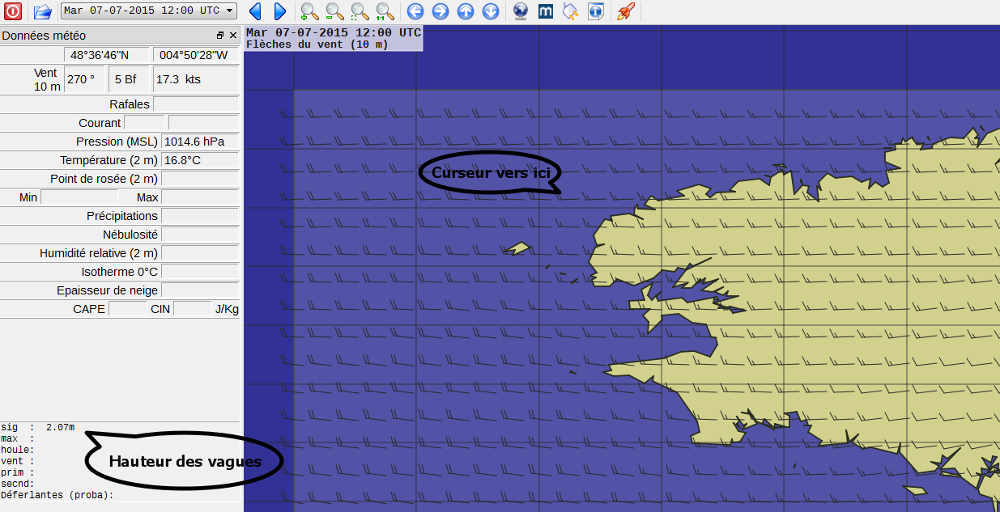 Mar 07-07-2015 12:00 UTC
1:1
m
Données météo
48°36'46"N 004°50'28"W
Vent
10 m 270 ° 5 Bf 17.3 kts
Rafales
Courant
Pression (MSL) 1014.6 hPa
Température (2 m) 16.8°C
Point de rosée (2 m)
Min Max
Précipitations
Nébulosité
Humidité relative (2 m)
Isotherme 0°C
Epaisseur de neige
CAPE CIN J/Kg
sig : 2.07m
max :
houle:
vent :
prim :
secnd:
Déferlantes (proba):
Hauteur des vagues
Mar 07-07-2015 12:00 UTC
Flèches du vent (10 m)
Curseur vers ici